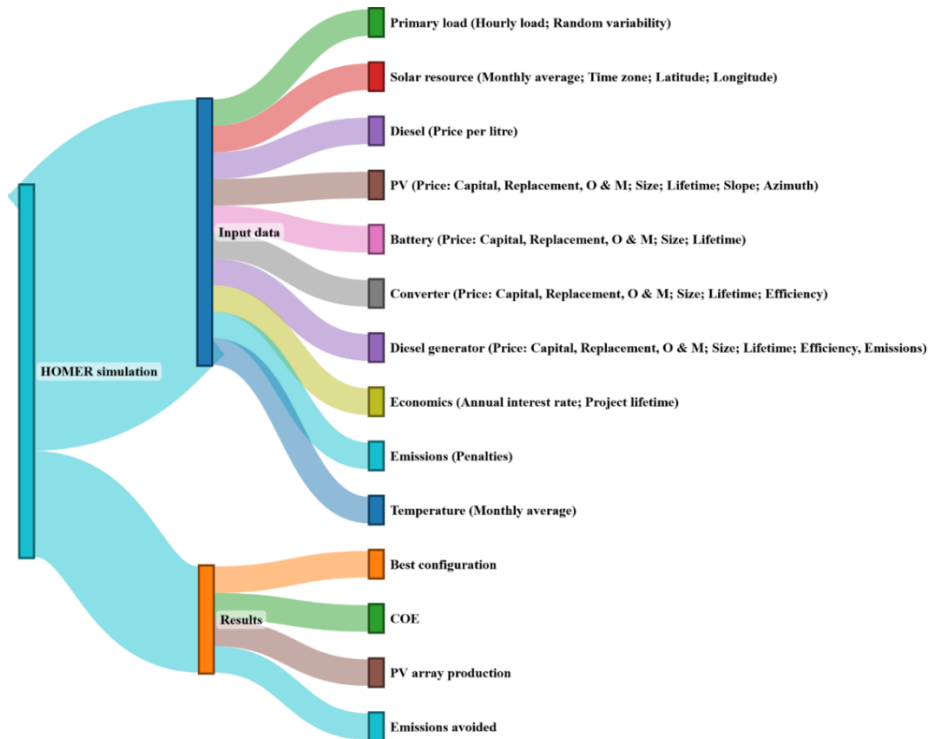 HOMER simulation
Input data
Primary load (Hourly load; Random variability)
Solar resource (Monthly average; Time zone; Latitude; Longitude)
Diesel (Price per litre)
PV (Price: Capital, Replacement, O & M; Size; Lifetime; Slope; Azimuth)
Battery (Price: Capital, Replacement, O & M; Size; Lifetime)
Converter (Price: Capital, Replacement, O & M; Size; Lifetime; Efficiency)
Diesel generator (Price: Capital, Replacement, O & M; Size; Lifetime; Efficiency, Emissions)
Economics (Annual interest rate; Project lifetime)
Emissions (Penalties)
Temperature (Monthly average)
Results
Best configuration
COE
PV array production
Emissions avoided